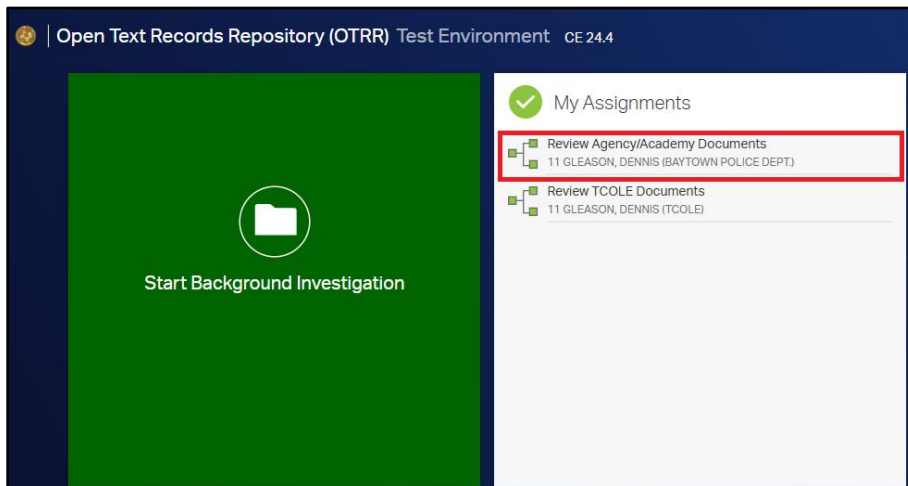 Open Text Records Repository (OTRR) Test Environment CE 24.4
Start Background Investigation
My Assignments
Review Agency/Academy Documents
11 GLEASON, DENNIS (BAYTOWN POLICE DEPT.)
Review TCOLE Documents
11 GLEASON, DENNIS (TCOLE)